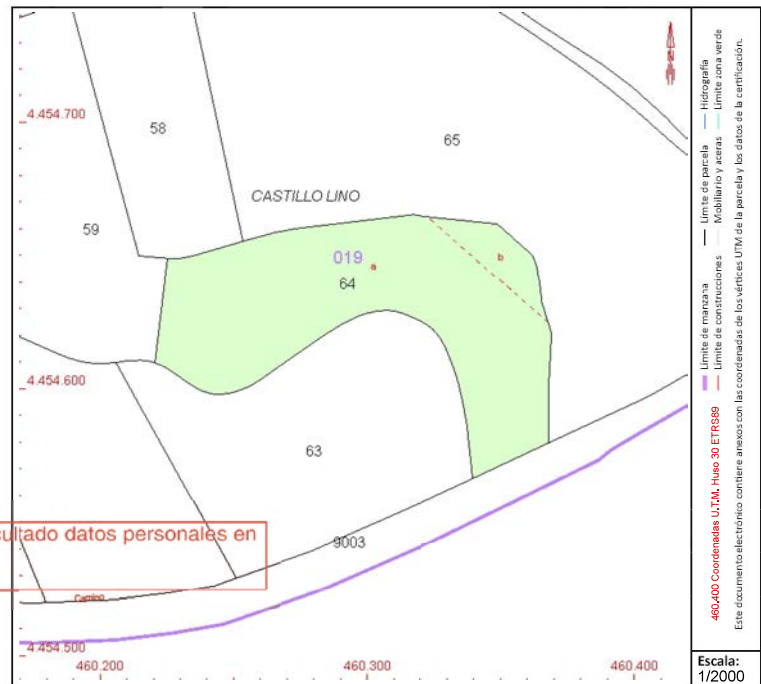 4.454.700
58
65
CASTILLO LINO
59
019
a
b
64
4.454.600
63
cultado datos personales en
9003
Camino
4.454.500
460.200
460.300
460.400
N
Límite de manzana
Límite de parcela
Hidrografía
Límite de construcciones
Mobiliario y aceras
Límite zona verde
460.400 Coordenadas U.T.M. Huso 30 ETRS89
Este documento electrónico contiene anexos con las coordenadas de los vértices UTM de la parcela y los datos de la certificación.
Escala:
1/2000